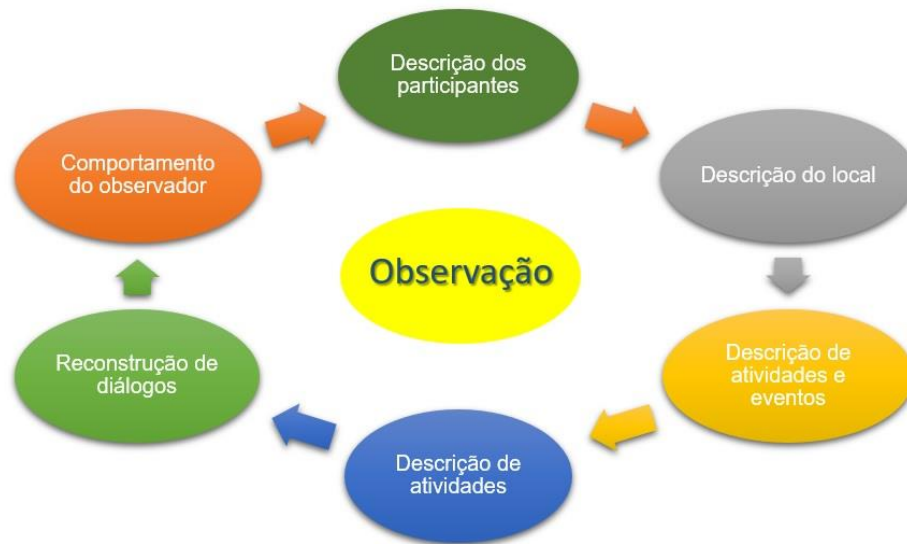 Descrição dos
participantes
Comportamento
do observador
Descrição do local
Observação
Reconstrução de
diálogos
Descrição de
atividades e
eventos
Descrição de
atividades